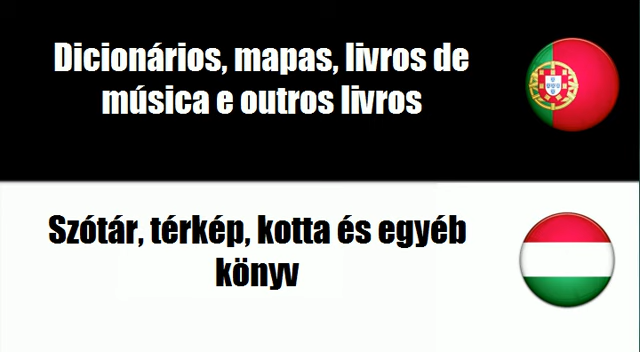 Dicionários, mapas, livros de
música e outros livros
Szótár, térkép, kotta és egyéb
könyv